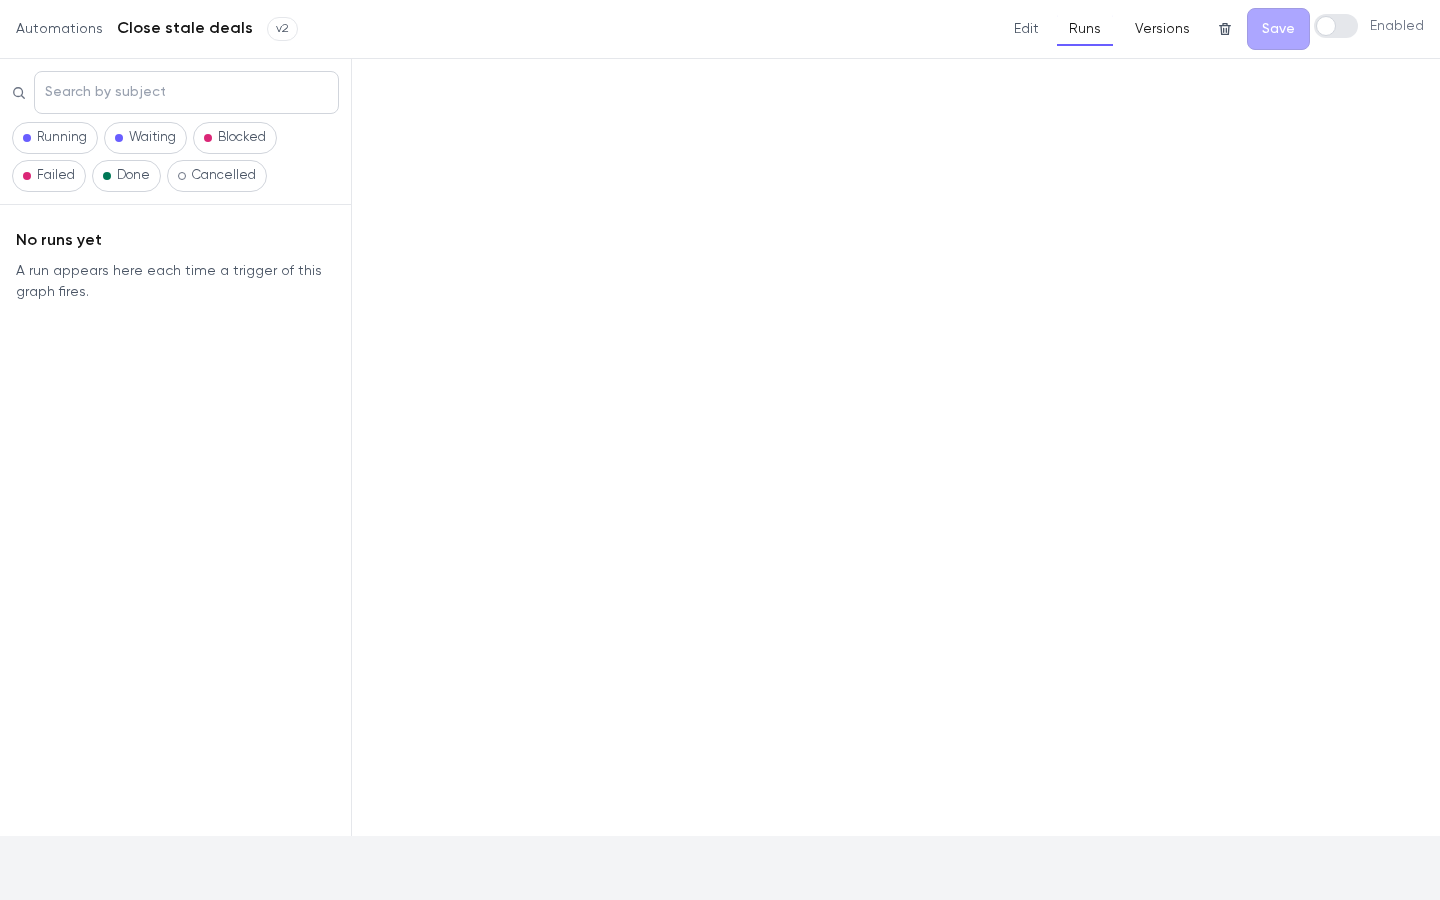 Automations Close stale deals v2 Edit Runs Versions Save Enabled
Search by subject
Running Waiting Blocked
Failed Done Cancelled
No runs yet
A run appears here each time a trigger of this
graph fires.